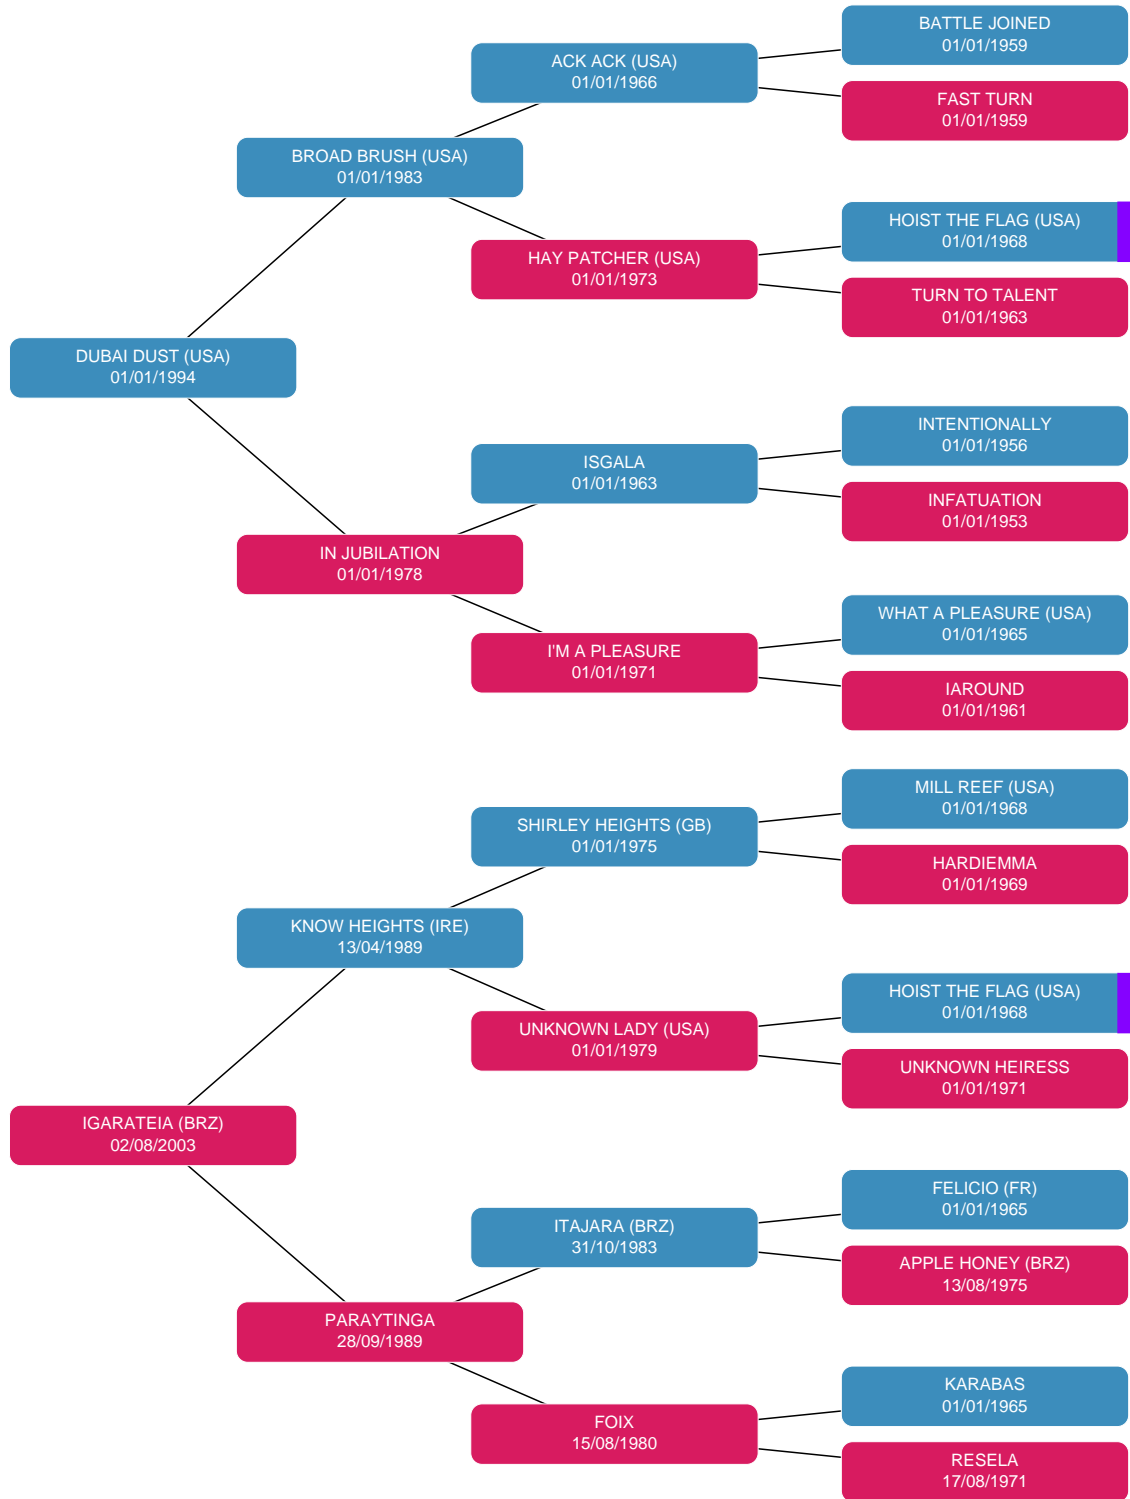 BATTLE JOINED
01/01/1959
ACK ACK (USA)
01/01/1966
FAST TURN
01/01/1959
BROAD BRUSH (USA)
01/01/1983
HOIST THE FLAG (USA)
01/01/1968
HAY PATCHER (USA)
01/01/1973
TURN TO TALENT
01/01/1963
DUBAI DUST (USA)
01/01/1994
INTENTIONALLY
01/01/1956
ISGALA
01/01/1963
INFATUATION
01/01/1953
IN JUBILATION
01/01/1978
WHAT A PLEASURE (USA)
01/01/1965
I'M A PLEASURE
01/01/1971
IAROUND
01/01/1961
MILL REEF (USA)
01/01/1968
SHIRLEY HEIGHTS (GB)
01/01/1975
HARDIEMMA
01/01/1969
KNOW HEIGHTS (IRE)
13/04/1989
HOIST THE FLAG (USA)
01/01/1968
UNKNOWN LADY (USA)
01/01/1979
UNKNOWN HEIRESS
01/01/1971
IGARATEIA (BRZ)
02/08/2003
FELICIO (FR)
01/01/1965
ITAJARA (BRZ)
31/10/1983
APPLE HONEY (BRZ)
13/08/1975
PARAYTINGA
28/09/1989
KARABAS
01/01/1965
FOIX
15/08/1980
RESELA
17/08/1971